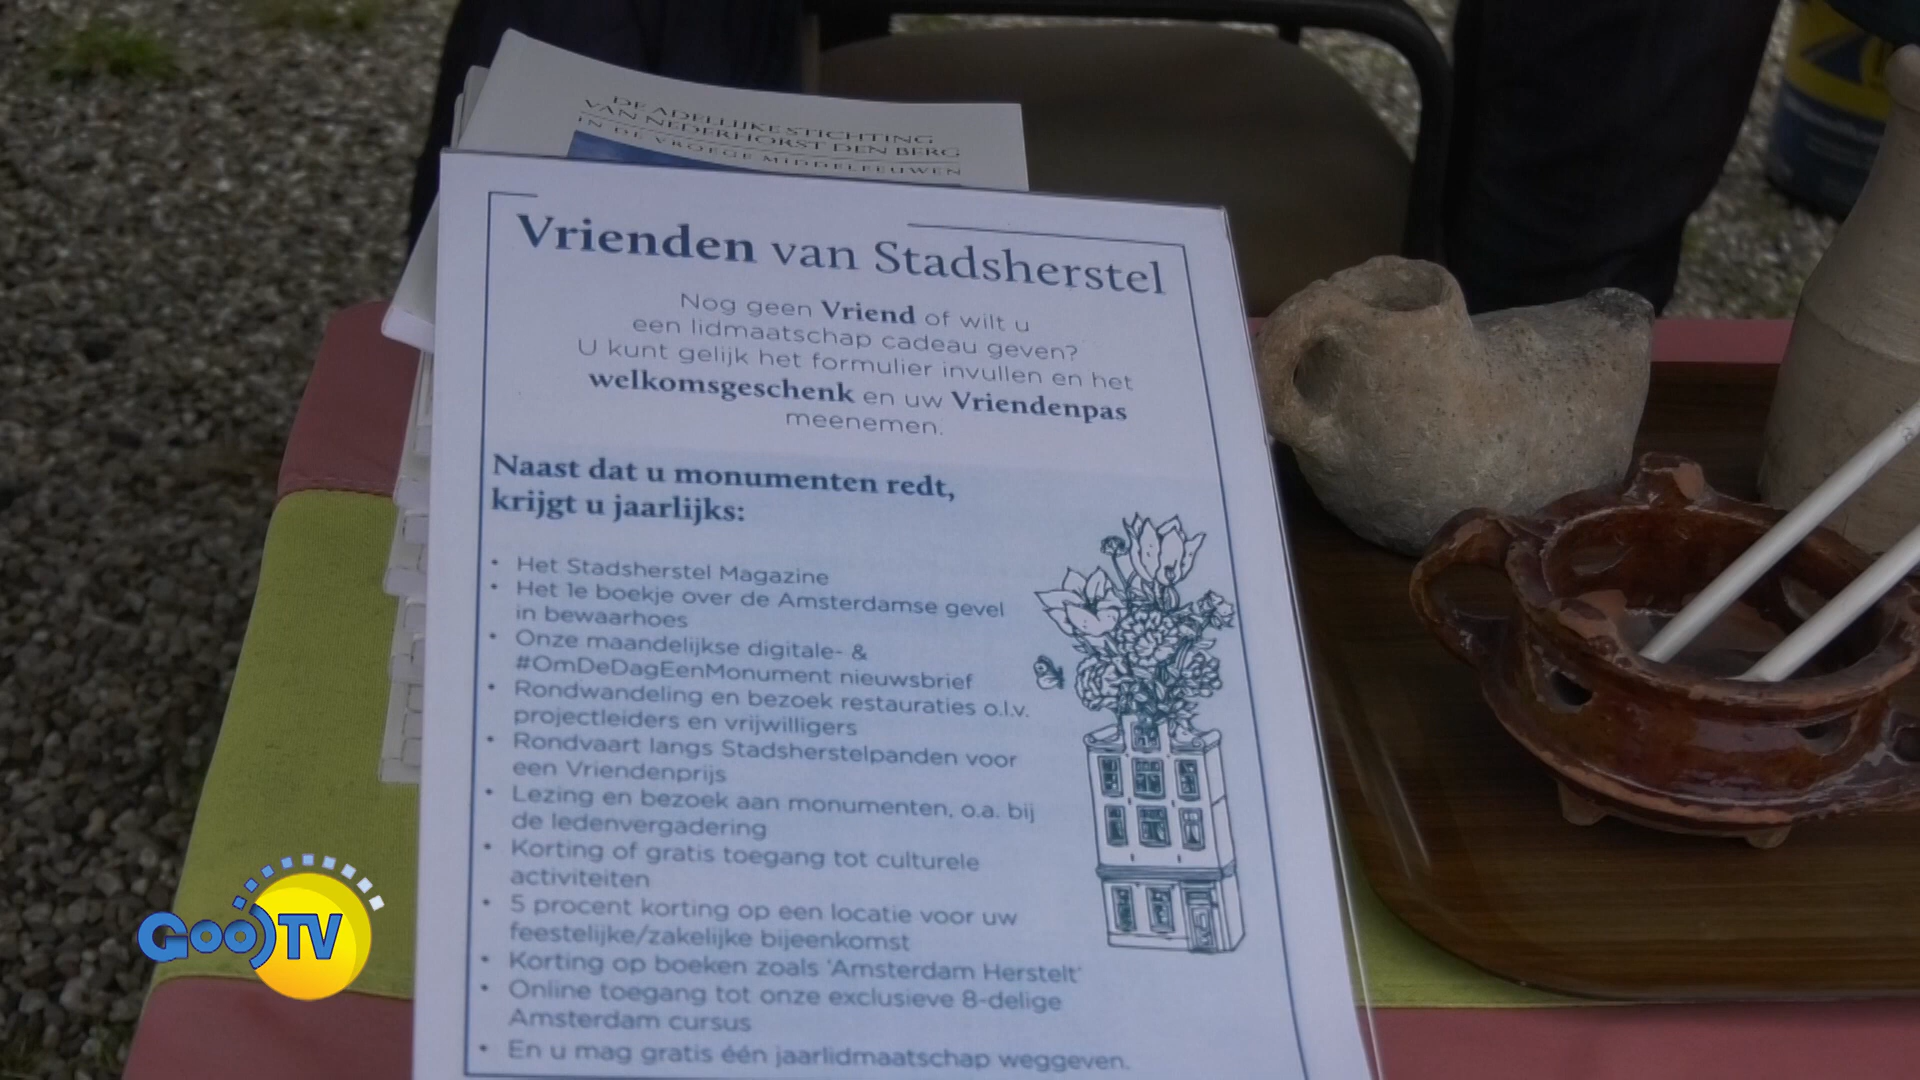 DE ADELLIJKE STICHTING
VAN NEDERHORST DEN BERG
IN DE VROEGE MIDDELEEUWEN
Vrienden van Stadsherstel
Nog geen Vriend of wilt u
een lidmaatschap cadeau geven?
U kunt gelijk het formulier invullen en het
welkomsgeschenk en uw Vriendenpas
meenemen.
Naast dat u monumenten redt,
krijgt u jaarlijks:
• Het Stadsherstel Magazine
• Het 1e boekje over de Amsterdamse gevel
in bewaarhoes
• Onze maandelijkse digitale- &
#OmDeDagEenMonument nieuwsbrief
• Rondwandeling en bezoek restauraties o.l.v.
projectleiders en vrijwilligers
• Rondvaart langs Stadsherstelpanden voor
een Vriendenprijs
• Lezing en bezoek aan monumenten, o.a. bij
de ledenvergadering
• Korting of gratis toegang tot culturele
activiteiten
• 5 procent korting op een locatie voor uw
feestelijke/zakelijke bijeenkomst
• Korting op boeken zoals 'Amsterdam Herstelt'
• Online toegang tot onze exclusieve 8-delige
Amsterdam cursus
• En u mag gratis één jaarlidmaatschap weggeven.
GooiTV